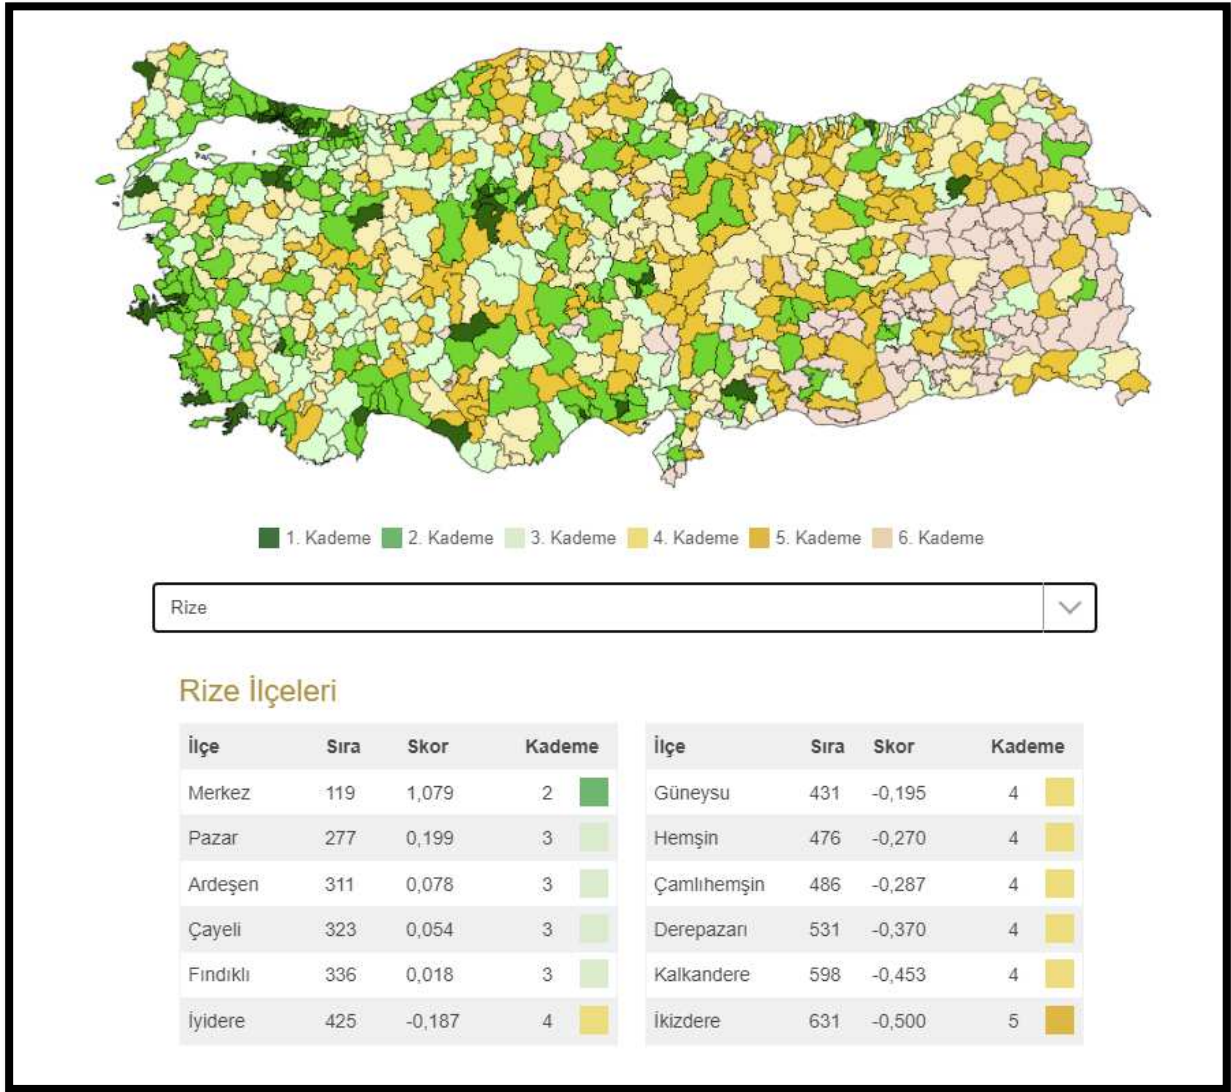 1. Kademe 2. Kademe 3. Kademe 4. Kademe 5. Kademe 6. Kademe
Rize
Rize İlçeleri
İlçe Sıra Skor Kademe
Merkez 119 1,079 2
Pazar 277 0,199 3
Ardeşen 311 0,078 3
Çayeli 323 0,054 3
Fındıklı 336 0,018 3
İyidere 425 -0,187 4
İlçe Sıra Skor Kademe
Güneysu 431 -0,195 4
Hemşin 476 -0,270 4
Çamlıhemşin 486 -0,287 4
Derepazarı 531 -0,370 4
Kalkandere 598 -0,453 4
İkizdere 631 -0,500 5